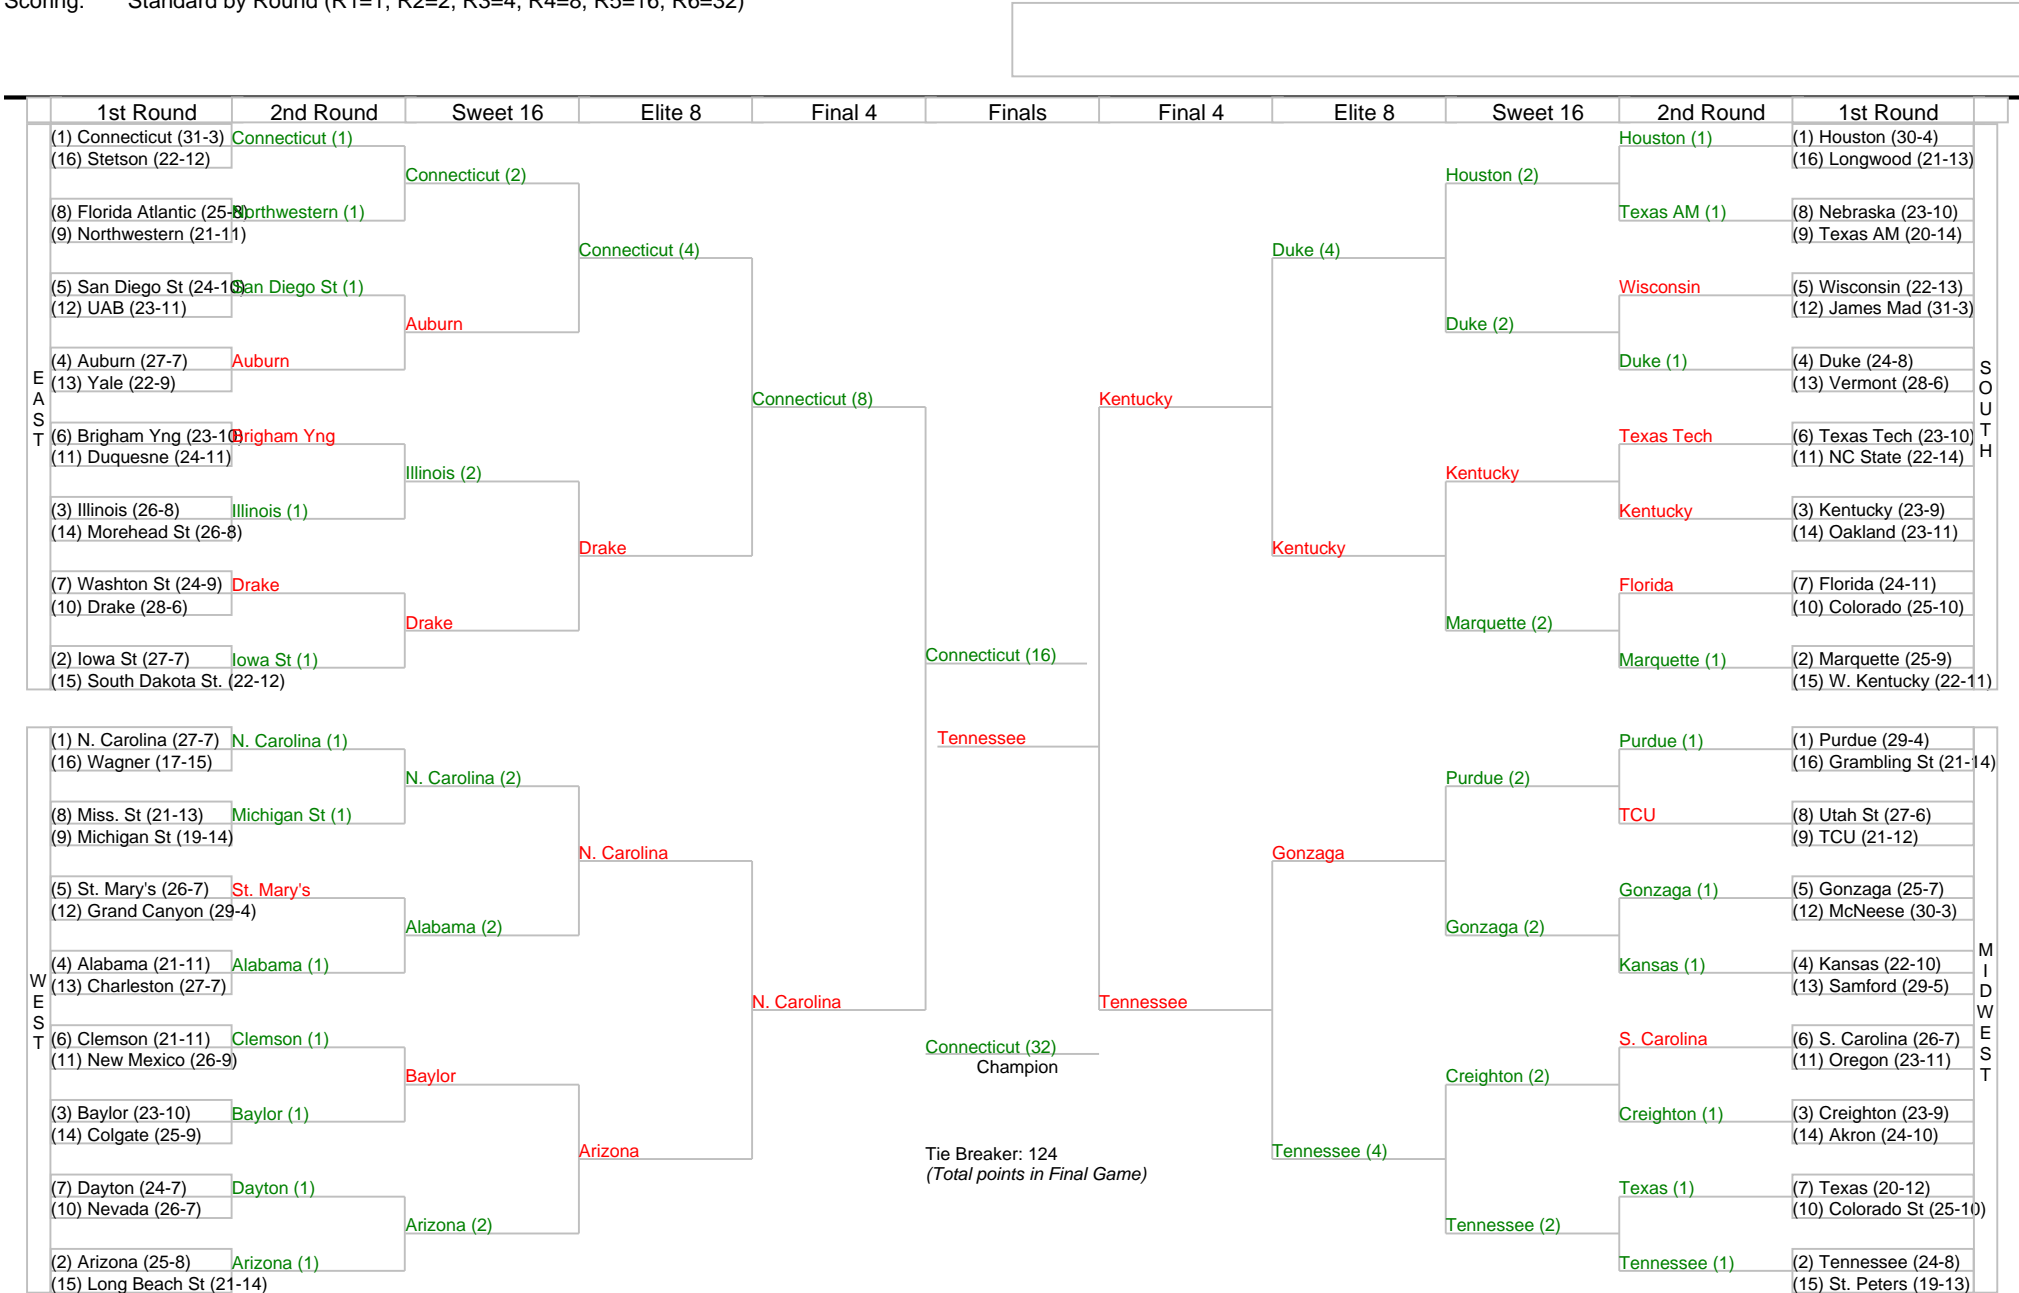 Scoring: Standard by Round (R1=1, R2=2, R3=4, R4=8, R5=16, R6=32)
1st Round 2nd Round Sweet 16 Elite 8 Final 4 Finals Final 4 Elite 8 Sweet 16 2nd Round 1st Round
EAST
(1) Connecticut (31-3)
(16) Stetson (22-12)
(8) Florida Atlantic (25-8)
(9) Northwestern (21-11)
(5) San Diego St (24-10)
(12) UAB (23-11)
(4) Auburn (27-7)
(13) Yale (22-9)
(6) Brigham Yng (23-10)
(11) Duquesne (24-11)
(3) Illinois (26-8)
(14) Morehead St (26-8)
(7) Washton St (24-9)
(10) Drake (28-6)
(2) Iowa St (27-7)
(15) South Dakota St. (22-12)
Connecticut (1)
Northwestern (1)
San Diego St (1)
Auburn
Brigham Yng
Illinois (1)
Drake
Iowa St (1)
Connecticut (2)
Auburn
Illinois (2)
Drake
Connecticut (4)
Drake
Connecticut (8)
WEST
(1) N. Carolina (27-7)
(16) Wagner (17-15)
(8) Miss. St (21-13)
(9) Michigan St (19-14)
(5) St. Mary's (26-7)
(12) Grand Canyon (29-4)
(4) Alabama (21-11)
(13) Charleston (27-7)
(6) Clemson (21-11)
(11) New Mexico (26-9)
(3) Baylor (23-10)
(14) Colgate (25-9)
(7) Dayton (24-7)
(10) Nevada (26-7)
(2) Arizona (25-8)
(15) Long Beach St (21-14)
N. Carolina (1)
Michigan St (1)
St. Mary's
Alabama (1)
Clemson (1)
Baylor (1)
Dayton (1)
Arizona (1)
N. Carolina (2)
Alabama (2)
Baylor
Arizona (2)
N. Carolina
Arizona
N. Carolina
Connecticut (16)
Tennessee
Connecticut (32)
Champion
Tie Breaker: 124
(Total points in Final Game)
Kentucky
Duke (4)
Kentucky
Houston (2)
Duke (2)
Kentucky
Marquette (2)
Houston (1)
Texas AM (1)
Wisconsin
Duke (1)
Texas Tech
Kentucky
Florida
Marquette (1)
(1) Houston (30-4)
(16) Longwood (21-13)
(8) Nebraska (23-10)
(9) Texas AM (20-14)
(5) Wisconsin (22-13)
(12) James Mad (31-3)
(4) Duke (24-8)
(13) Vermont (28-6)
(6) Texas Tech (23-10)
(11) NC State (22-14)
(3) Kentucky (23-9)
(14) Oakland (23-11)
(7) Florida (24-11)
(10) Colorado (25-10)
(2) Marquette (25-9)
(15) W. Kentucky (22-11)
SOUTH
Tennessee
Gonzaga
Tennessee (4)
Purdue (2)
Gonzaga (2)
Creighton (2)
Tennessee (2)
Purdue (1)
TCU
Gonzaga (1)
Kansas (1)
S. Carolina
Creighton (1)
Texas (1)
Tennessee (1)
(1) Purdue (29-4)
(16) Grambling St (21-14)
(8) Utah St (27-6)
(9) TCU (21-12)
(5) Gonzaga (25-7)
(12) McNeese (30-3)
(4) Kansas (22-10)
(13) Samford (29-5)
(6) S. Carolina (26-7)
(11) Oregon (23-11)
(3) Creighton (23-9)
(14) Akron (24-10)
(7) Texas (20-12)
(10) Colorado St (25-10)
(2) Tennessee (24-8)
(15) St. Peters (19-13)
MIDWEST